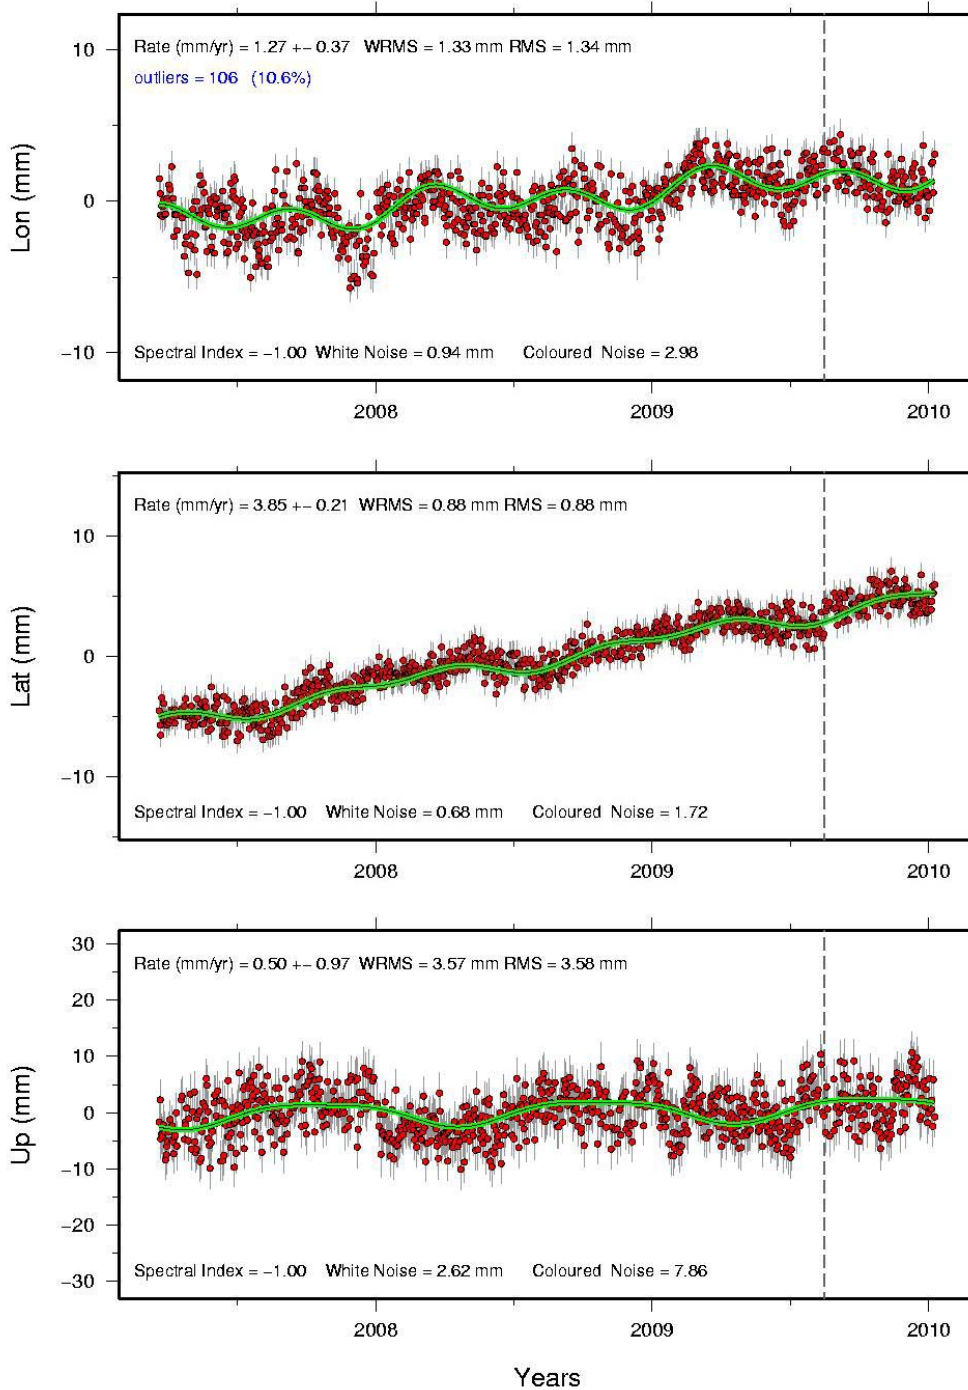 Rate (mm/yr) = 1.27 +− 0.37 WRMS = 1.33 mm RMS = 1.34 mm
outliers = 106 (10.6%)
10
0
−10
Lon (mm)
Spectral Index = −1.00 White Noise = 0.94 mm Coloured Noise = 2.98
2008 2009 2010
Rate (mm/yr) = 3.85 +− 0.21 WRMS = 0.88 mm RMS = 0.88 mm
10
0
−10
Lat (mm)
Spectral Index = −1.00 White Noise = 0.68 mm Coloured Noise = 1.72
2008 2009 2010
30
Rate (mm/yr) = 0.50 +− 0.97 WRMS = 3.57 mm RMS = 3.58 mm
20
10
0
−10
−20
−30
Up (mm)
Spectral Index = −1.00 White Noise = 2.62 mm Coloured Noise = 7.86
2008 2009 2010
Years